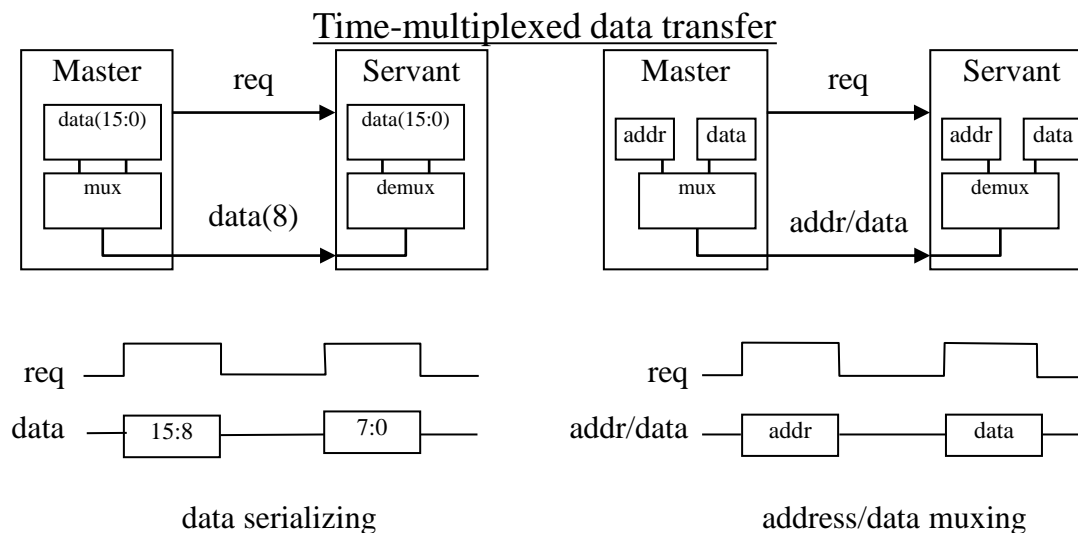 Time-multiplexed data transfer
Master
req
Servant
data(15:0)
data(15:0)
mux
demux
data(8)
req
data
15:8
7:0
data serializing
Master
req
Servant
addr
data
addr
data
mux
demux
addr/data
req
addr/data
addr
data
address/data muxing